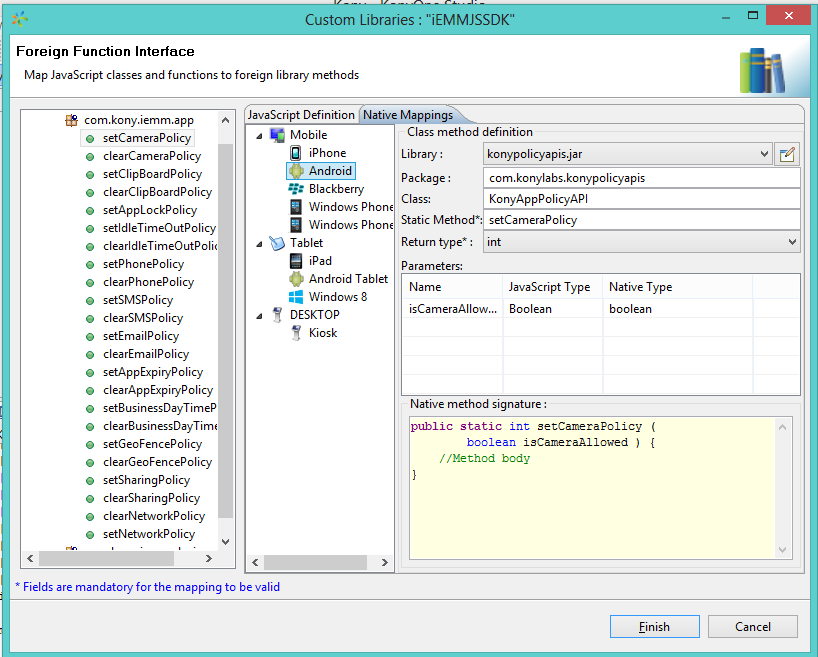 Custom Libraries : "iEMMJSSDK"
Foreign Function Interface
Map JavaScript classes and functions to foreign library methods
com.kony.iemm.app
setCameraPolicy
clearCameraPolicy
setClipBoardPolicy
clearClipBoardPolicy
setAppLockPolicy
setIdleTimeOutPolicy
clearIdleTimeOutPolic
setPhonePolicy
clearPhonePolicy
setSMSPolicy
clearSMSPolicy
setEmailPolicy
clearEmailPolicy
setAppExpiryPolicy
clearAppExpiryPolicy
setBusinessDayTimeP
clearBusinessDayTime
setGeoFencePolicy
clearGeoFencePolicy
setSharingPolicy
clearSharingPolicy
clearNetworkPolicy
setNetworkPolicy
JavaScript Definition
Native Mappings
Mobile
iPhone
Android
Blackberry
Windows Phone
Windows Phone
Tablet
iPad
Android Tablet
Windows 8
DESKTOP
Kiosk
Class method definition
Library : konypolicyapis.jar
Package : com.konylabs.konypolicyapis
Class: KonyAppPolicyAPI
Static Method*: setCameraPolicy
Return type* : int
Parameters:
Name JavaScript Type Native Type
isCameraAllow... Boolean boolean
Native method signature :
public static int setCameraPolicy (
boolean isCameraAllowed ) {
//Method body
}
* Fields are mandatory for the mapping to be valid
Finish
Cancel